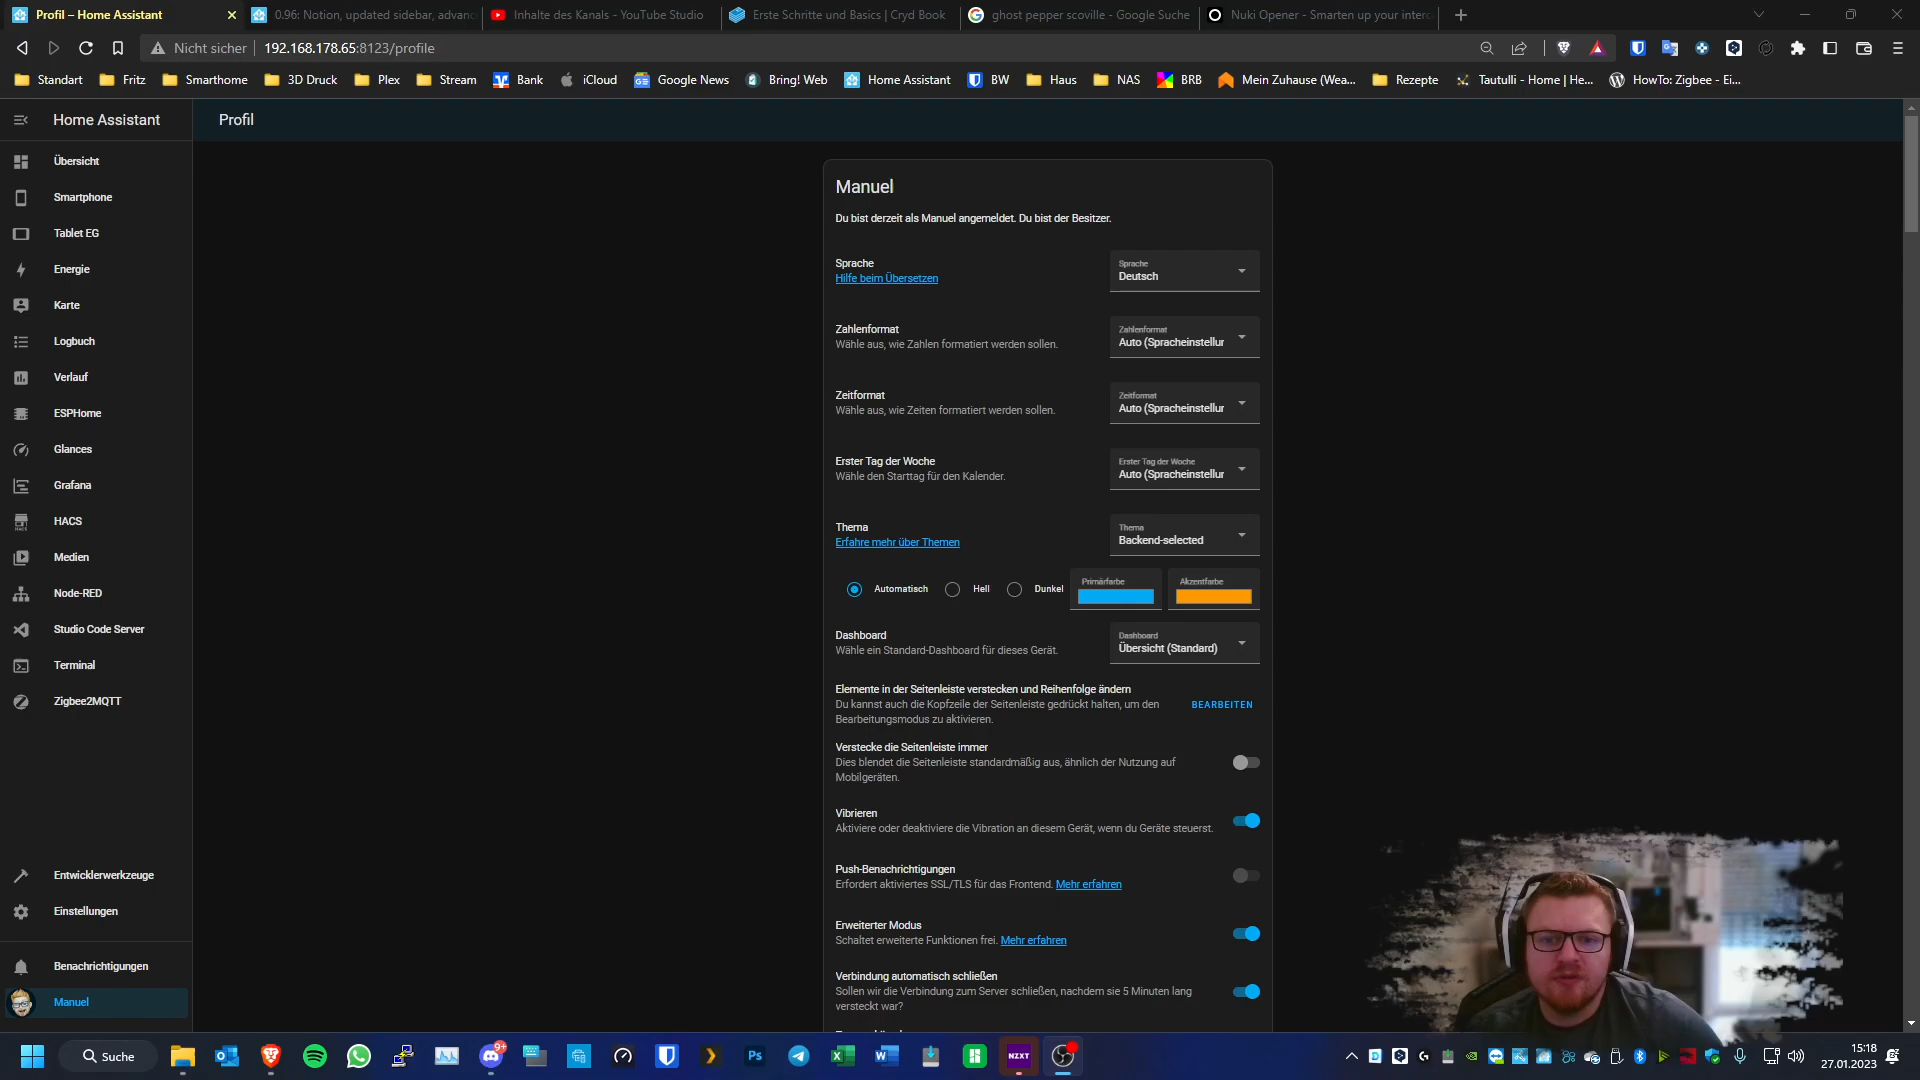 Profil – Home Assistant
0.96: Notion, updated sidebar, advanc
Inhalte des Kanals - YouTube Studio
Erste Schritte und Basics | Cryd Book
ghost pepper scoville - Google Suche
Nuki Opener - Smarten up your interc
Nicht sicher
192.168.178.65:8123/profile
Standart
Fritz
Smarthome
3D Druck
Plex
Stream
Bank
iCloud
Google News
Bring! Web
Home Assistant
BW
Haus
NAS
BRB
Mein Zuhause (Wea...
Rezepte
Tautulli - Home | He...
HowTo: Zigbee - Ei...
Home Assistant
Profil
Übersicht
Smartphone
Tablet EG
Energie
Karte
Logbuch
Verlauf
ESPHome
Glances
Grafana
HACS
Medien
Node-RED
Studio Code Server
Terminal
Zigbee2MQTT
Entwicklerwerkzeuge
Einstellungen
Benachrichtigungen
Manuel
Manuel
Du bist derzeit als Manuel angemeldet. Du bist der Besitzer.
Sprache
Hilfe beim Übersetzen
Sprache
Deutsch
Zahlenformat
Wähle aus, wie Zahlen formatiert werden sollen.
Zahlenformat
Auto (Spracheinstellur
Zeitformat
Wähle aus, wie Zeiten formatiert werden sollen.
Zeitformat
Auto (Spracheinstellur
Erster Tag der Woche
Wähle den Starttag für den Kalender.
Erster Tag der Woche
Auto (Spracheinstellur
Thema
Erfahre mehr über Themen
Thema
Backend-selected
Automatisch
Hell
Dunkel
Primärfarbe
Akzentfarbe
Dashboard
Wähle ein Standard-Dashboard für dieses Gerät.
Dashboard
Übersicht (Standard)
Elemente in der Seitenleiste verstecken und Reihenfolge ändern
Du kannst auch die Kopfzeile der Seitenleiste gedrückt halten, um den
Bearbeitungsmodus zu aktivieren.
BEARBEITEN
Verstecke die Seitenleiste immer
Dies blendet die Seitenleiste standardmäßig aus, ähnlich der Nutzung auf
Mobilgeräten.
Vibrieren
Aktiviere oder deaktiviere die Vibration an diesem Gerät, wenn du Geräte steuerst.
Push-Benachrichtigungen
Erfordert aktiviertes SSL/TLS für das Frontend. Mehr erfahren
Erweiterter Modus
Schaltet erweiterte Funktionen frei. Mehr erfahren
Verbindung automatisch schließen
Sollen wir die Verbindung zum Server schließen, nachdem sie 5 Minuten lang
versteckt war?
Suche
9+
Ps
NZXT
15:18
27.01.2023